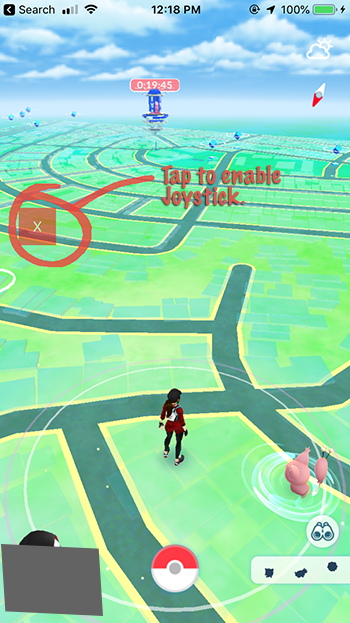 Search
12:18 PM
100%
0:19:45
Tap to enable
Joystick.
X